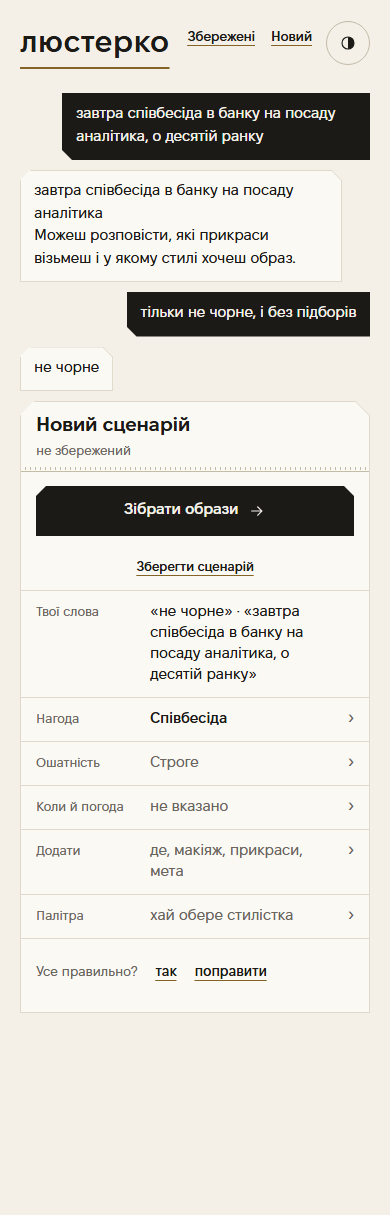 люстерко
Збережені
Новий
завтра співбесіда в банку на посаду
аналітика, о десятій ранку
завтра співбесіда в банку на посаду
аналітика
Можеш розповісти, які прикраси
візьмеш і у якому стилі хочеш образ.
тільки не чорне, і без підборів
не чорне
Новий сценарій
не збережений
Зібрати образи →
Зберегти сценарій
Твої слова
«не чорне» · «завтра
співбесіда в банку на
посаду аналітика, о
десятій ранку»
Нагода
Співбесіда ›
Ошатність
Строге ›
Коли й погода
не вказано ›
Додати
де, макіяж, прикраси, ›
мета
Палітра
хай обере стилістка ›
Усе правильно? так поправити